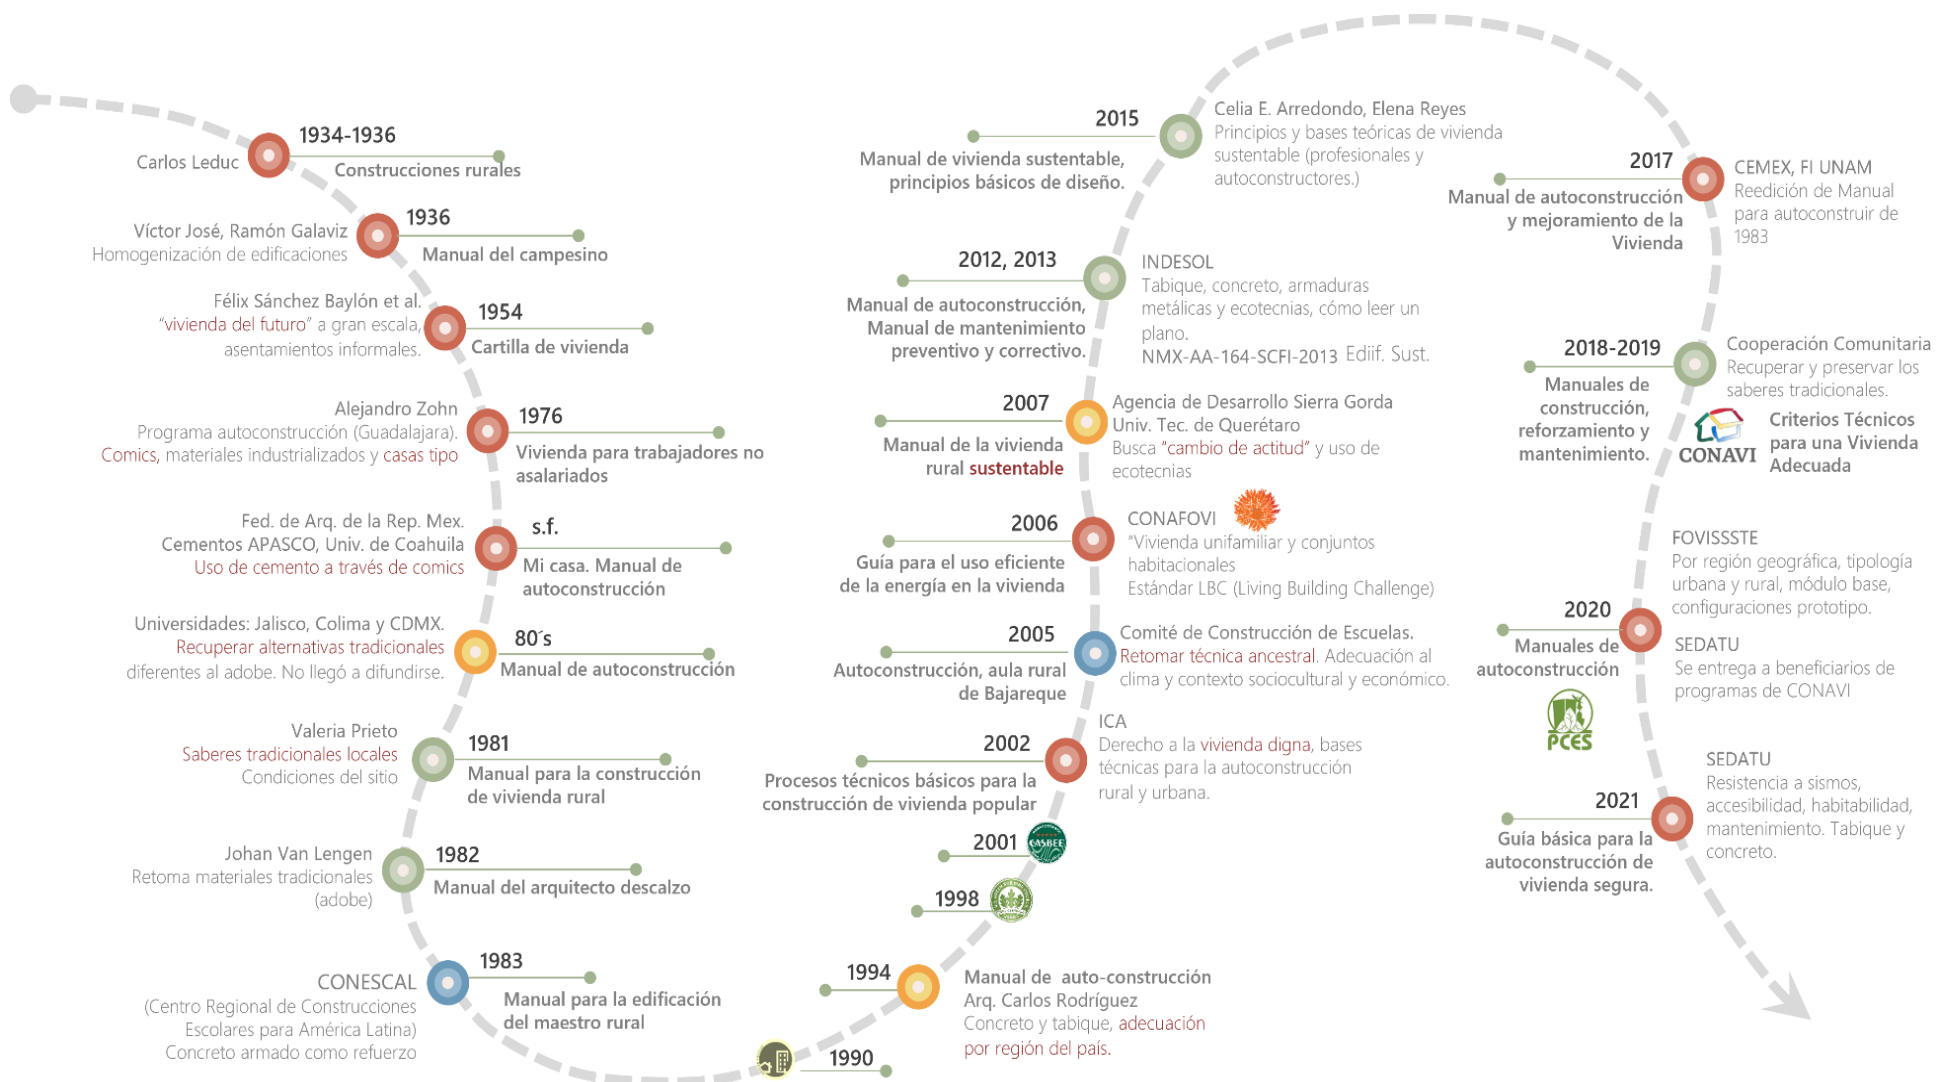 1934-1936
Carlos Leduc
Construcciones rurales
1936
Víctor José, Ramón Galaviz
Homogenización de edificaciones
Manual del campesino
Félix Sánchez Baylón et al.
“vivienda del futuro” a gran escala,
asentamientos informales.
1954
Cartilla de vivienda
Alejandro Zohn
Programa autoconstrucción (Guadalajara).
Comics, materiales industrializados y casas tipo
1976
Vivienda para trabajadores no
asalariados
Fed. de Arq. de la Rep. Mex.
Cementos APASCO, Univ. de Coahuila
Uso de cemento a través de comics
s.f.
Mi casa. Manual de
autoconstrucción
Universidades: Jalisco, Colima y CDMX.
Recuperar alternativas tradicionales
diferentes al adobe. No llegó a difundirse.
80´s
Manual de autoconstrucción
Valeria Prieto
Saberes tradicionales locales
Condiciones del sitio
1981
Manual para la construcción
de vivienda rural
Johan Van Lengen
Retoma materiales tradicionales
(adobe)
1982
Manual del arquitecto descalzo
CONESCAL
(Centro Regional de Construcciones
Escolares para América Latina)
Concreto armado como refuerzo
1983
Manual para la edificación
del maestro rural
1990
1994
Manual de auto-construcción
Arq. Carlos Rodríguez
Concreto y tabique, adecuación
por región del país.
1998
2001
CASBEE
2002
Procesos técnicos básicos para la
construcción de vivienda popular
ICA
Derecho a la vivienda digna, bases
técnicas para la autoconstrucción
rural y urbana.
2005
Autoconstrucción, aula rural
de Bajareque
Comité de Construcción de Escuelas.
Retomar técnica ancestral. Adecuación al
clima y contexto sociocultural y económico.
2006
Guía para el uso eficiente
de la energía en la vivienda
CONAFOVI
“Vivienda unifamiliar y conjuntos
habitacionales
Estándar LBC (Living Building Challenge)
2007
Manual de la vivienda
rural sustentable
Agencia de Desarrollo Sierra Gorda
Univ. Tec. de Querétaro
Busca “cambio de actitud” y uso de
ecotecnias
2012, 2013
Manual de autoconstrucción,
Manual de mantenimiento
preventivo y correctivo.
INDESOL
Tabique, concreto, armaduras
metálicas y ecotecnias, cómo leer un
plano.
NMX-AA-164-SCFI-2013 Ediif. Sust.
2015
Manual de vivienda sustentable,
principios básicos de diseño.
Celia E. Arredondo, Elena Reyes
Principios y bases teóricas de vivienda
sustentable (profesionales y
autoconstructores.)
2017
Manual de autoconstrucción
y mejoramiento de la
Vivienda
CEMEX, FI UNAM
Reedición de Manual
para autoconstruir de
1983
2018-2019
Manuales de
construcción,
reforzamiento y
mantenimiento.
Cooperación Comunitaria
Recuperar y preservar los
saberes tradicionales.
CONAVI
Criterios Técnicos
para una Vivienda
Adecuada
2020
Manuales de
autoconstrucción
PCES
FOVISSSTE
Por región geográfica, tipología
urbana y rural, módulo base,
configuraciones prototipo.
SEDATU
Se entrega a beneficiarios de
programas de CONAVI
2021
Guía básica para la
autoconstrucción de
vivienda segura.
SEDATU
Resistencia a sismos,
accesibilidad, habitabilidad,
mantenimiento. Tabique y
concreto.